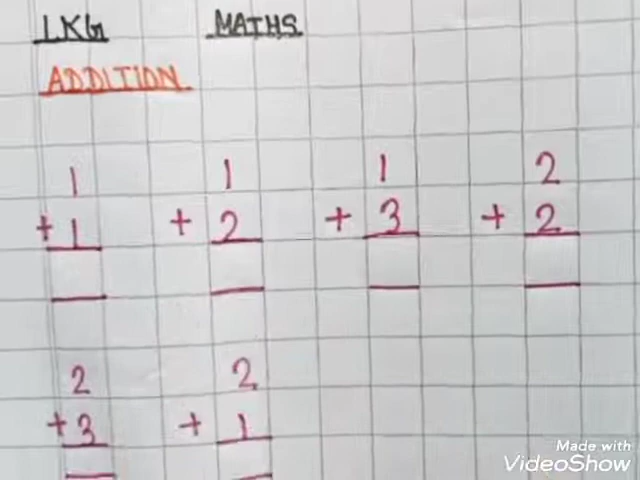 LKG MATHS
ADDITION
1 1 1 2
+1 +2 +3 +2
2 2
+3 +1
Made with
VideoShow